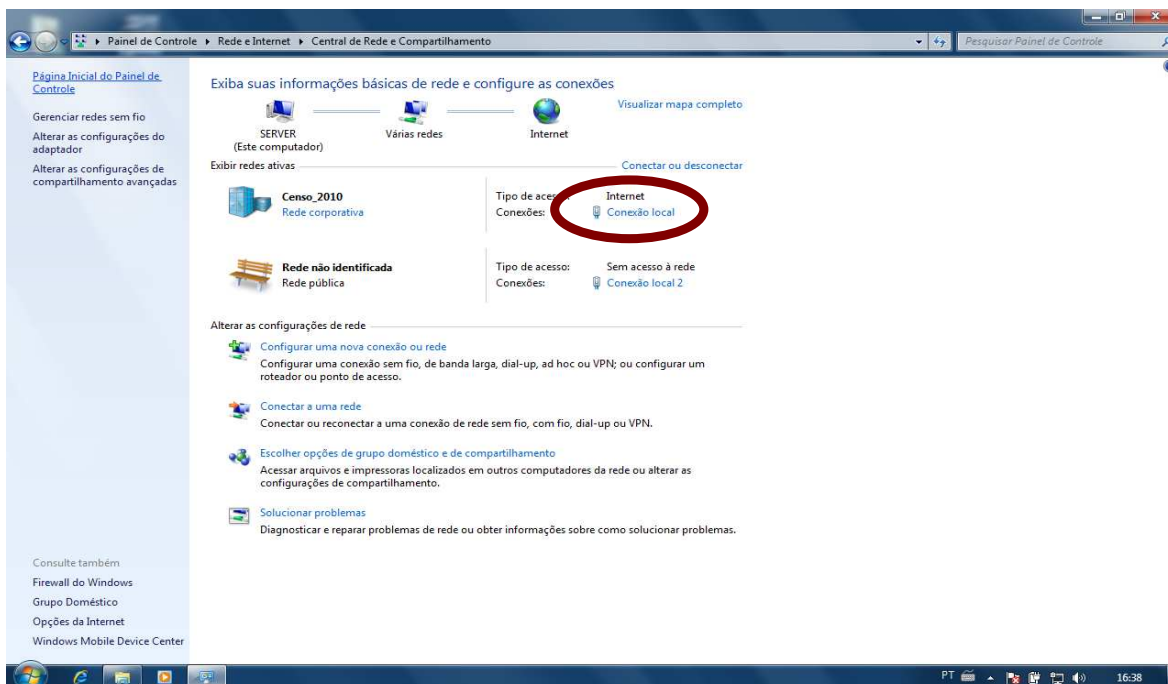 Painel de Controle ▸ Rede e Internet ▸ Central de Rede e Compartilhamento
Pesquisar Painel de Controle
Página Inicial do Painel de
Controle
Gerenciar redes sem fio
Alterar as configurações do
adaptador
Alterar as configurações de
compartilhamento avançadas
Exiba suas informações básicas de rede e configure as conexões
Visualizar mapa completo
SERVER
(Este computador)
Várias redes
Internet
Exibir redes ativas
Conectar ou desconectar
Censo_2010
Rede corporativa
Tipo de acesso: Internet
Conexões: Conexão local
Rede não identificada
Rede pública
Tipo de acesso: Sem acesso à rede
Conexões: Conexão local 2
Alterar as configurações de rede
Configurar uma nova conexão ou rede
Configurar uma conexão sem fio, de banda larga, dial-up, ad hoc ou VPN; ou configurar um
roteador ou ponto de acesso.
Conectar a uma rede
Conectar ou reconectar a uma conexão de rede sem fio, com fio, dial-up ou VPN.
Escolher opções de grupo doméstico e de compartilhamento
Acessar arquivos e impressoras localizados em outros computadores da rede ou alterar as
configurações de compartilhamento.
Solucionar problemas
Diagnosticar e reparar problemas de rede ou obter informações sobre como solucionar problemas.
Consulte também
Firewall do Windows
Grupo Doméstico
Opções da Internet
Windows Mobile Device Center
PT
16:38